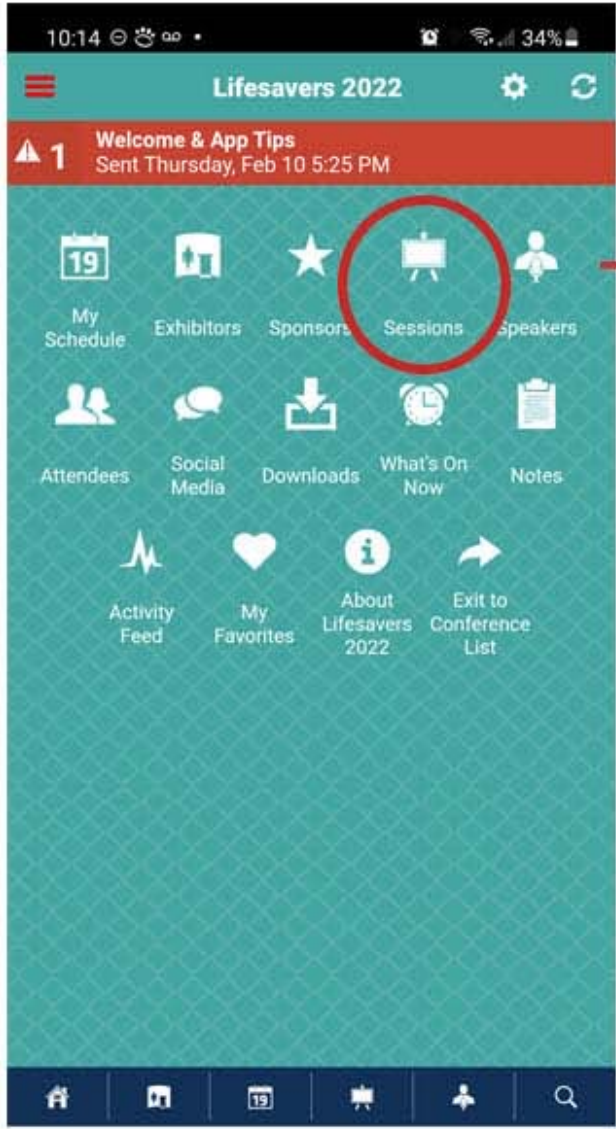 10:14
34%
Lifesavers 2022
1
Welcome & App Tips
Sent Thursday, Feb 10 5:25 PM
19
My
Schedule
Exhibitors
Sponsors
Sessions
Speakers
Attendees
Social
Media
Downloads
What's On
Now
Notes
Activity
Feed
My
Favorites
About
Lifesavers
2022
Exit to
Conference
List
19